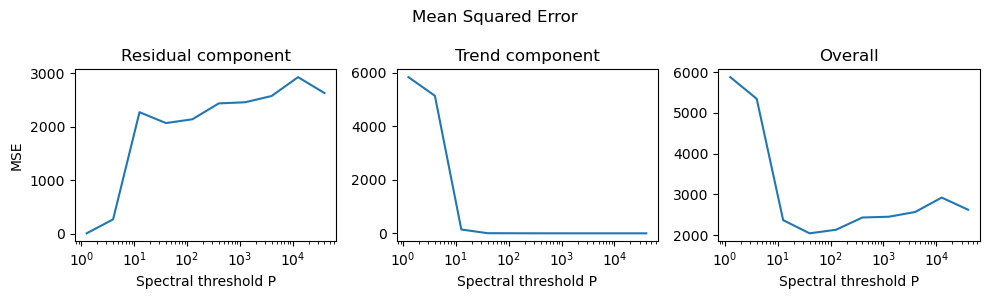 Mean Squared Error
Residual component
MSE
3000
2000
1000
0
10^0 10^1 10^2 10^3 10^4
Spectral threshold P
Trend component
6000
4000
2000
0
10^0 10^1 10^2 10^3 10^4
Spectral threshold P
Overall
6000
5000
4000
3000
2000
10^0 10^1 10^2 10^3 10^4
Spectral threshold P